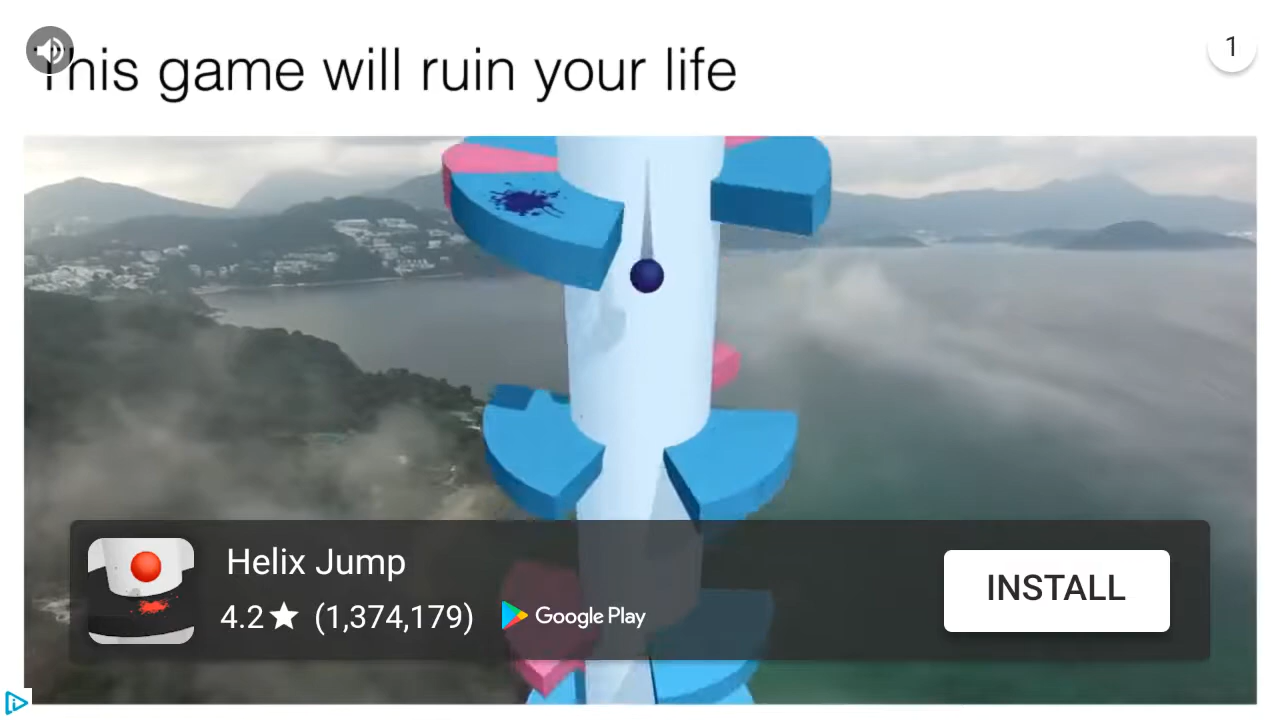 This game will ruin your life
1
Helix Jump
4.2★ (1,374,179) Google Play
INSTALL